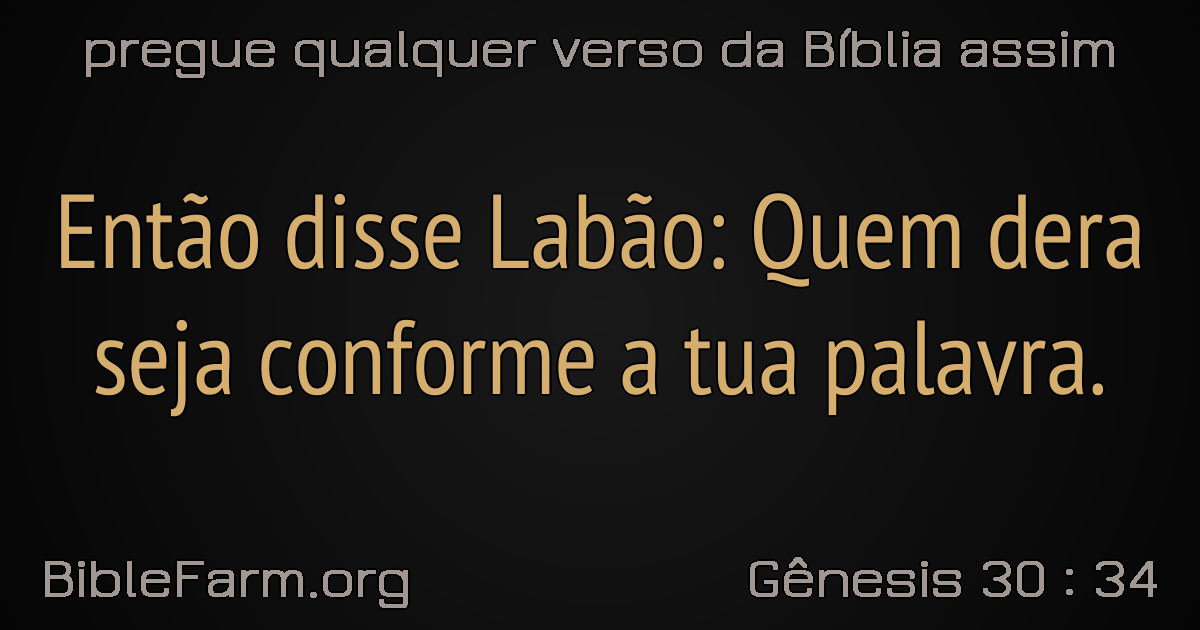 pregue qualquer verso da Bíblia assim
Então disse Labão: Quem dera
seja conforme a tua palavra.
BibleFarm.org
Gênesis 30 : 34